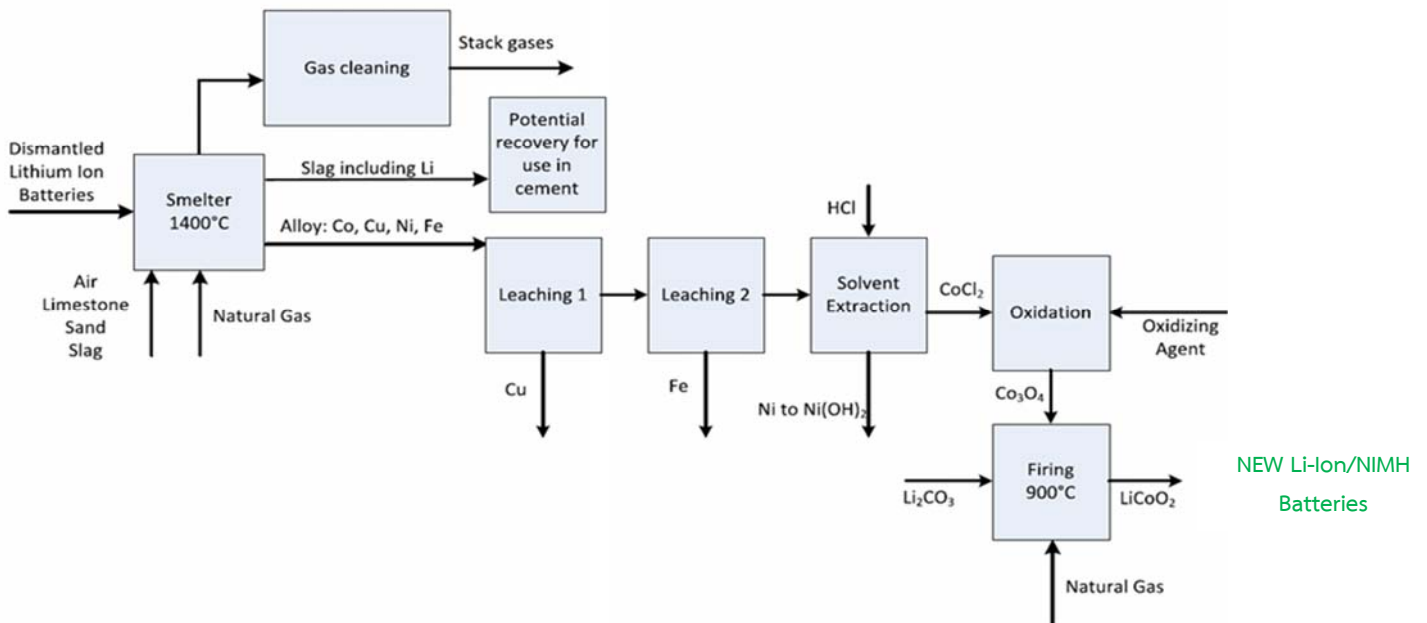 Stack gases
Gas cleaning
Dismantled
Lithium Ion
Batteries
Smelter
1400°C
Slag including Li
Potential
recovery for
use in
cement
Alloy: Co, Cu, Ni, Fe
Air
Limestone
Sand
Slag
Natural Gas
Leaching 1
Cu
Leaching 2
Fe
HCl
Solvent
Extraction
Ni to Ni(OH)₂
CoCl₂
Oxidation
Oxidizing
Agent
Co₃O₄
Li₂CO₃
Firing
900°C
LiCoO₂
Natural Gas
NEW Li-Ion/NIMH
Batteries